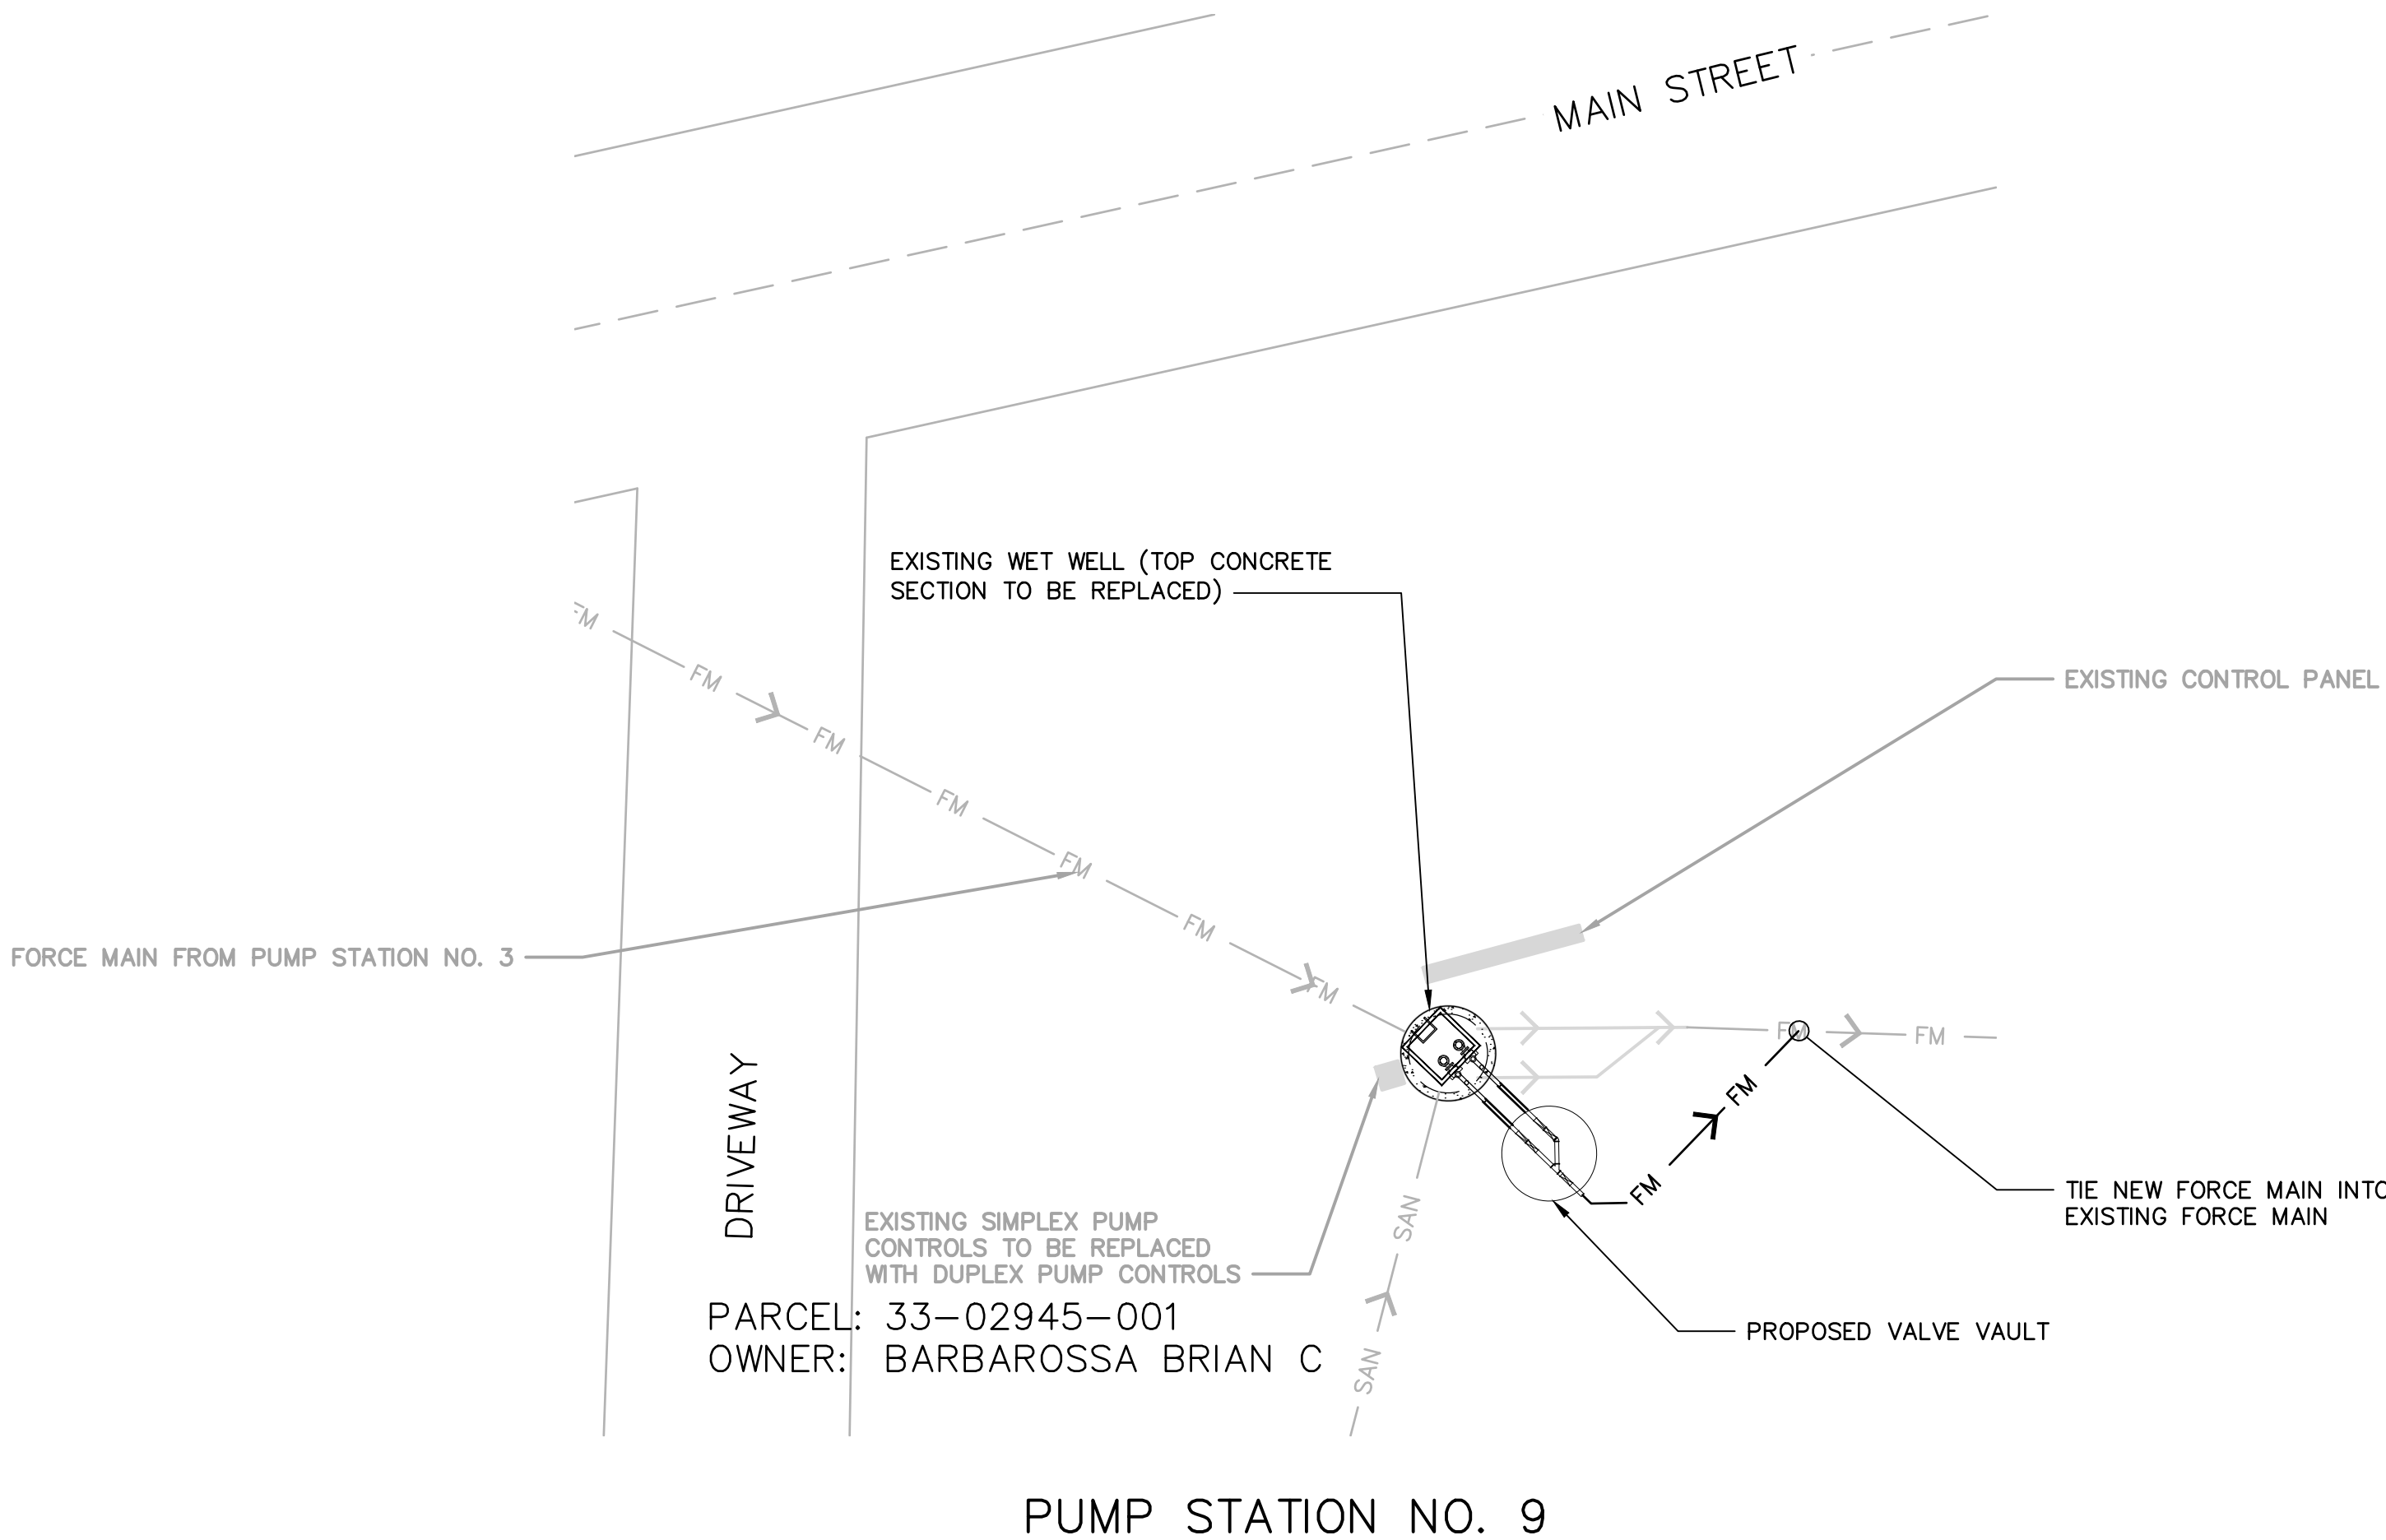 MAIN STREET
EXISTING WET WELL (TOP CONCRETE
SECTION TO BE REPLACED)
FM
FM
FM
FM
FM
FM
FM
EXISTING CONTROL PANEL
FORCE MAIN FROM PUMP STATION NO. 3
FM
FM
FM
FM
DRIVEWAY
SAN
SAN
TIE NEW FORCE MAIN INTO
EXISTING FORCE MAIN
EXISTING SIMPLEX PUMP
CONTROLS TO BE REPLACED
WITH DUPLEX PUMP CONTROLS
PARCEL: 33-02945-001
OWNER: BARBAROSSA BRIAN C
PROPOSED VALVE VAULT
PUMP STATION NO. 9